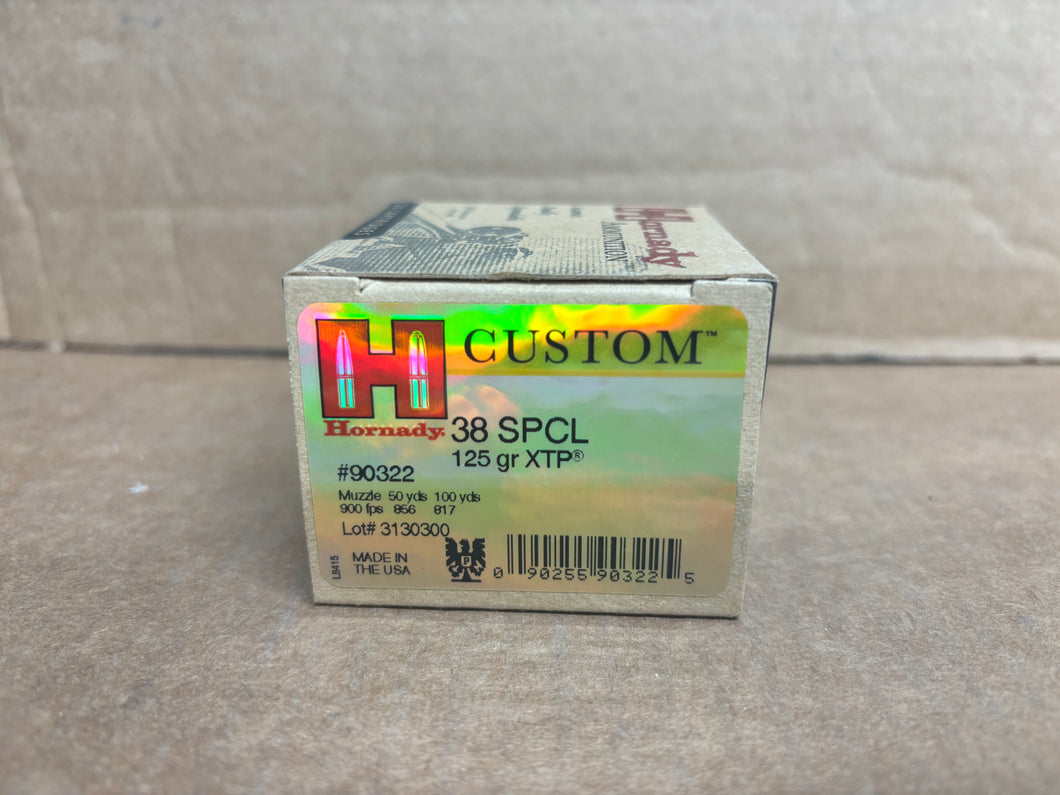 Hornady
AMMUNITION
CUSTOM™
Hornady®
38 SPCL
125 gr XTP®
#90322
Muzzle 50 yds 100 yds
900 fps 856 817
Lot# 3130300
L8415
MADE IN
THE USA
P
0 90255 90322 5